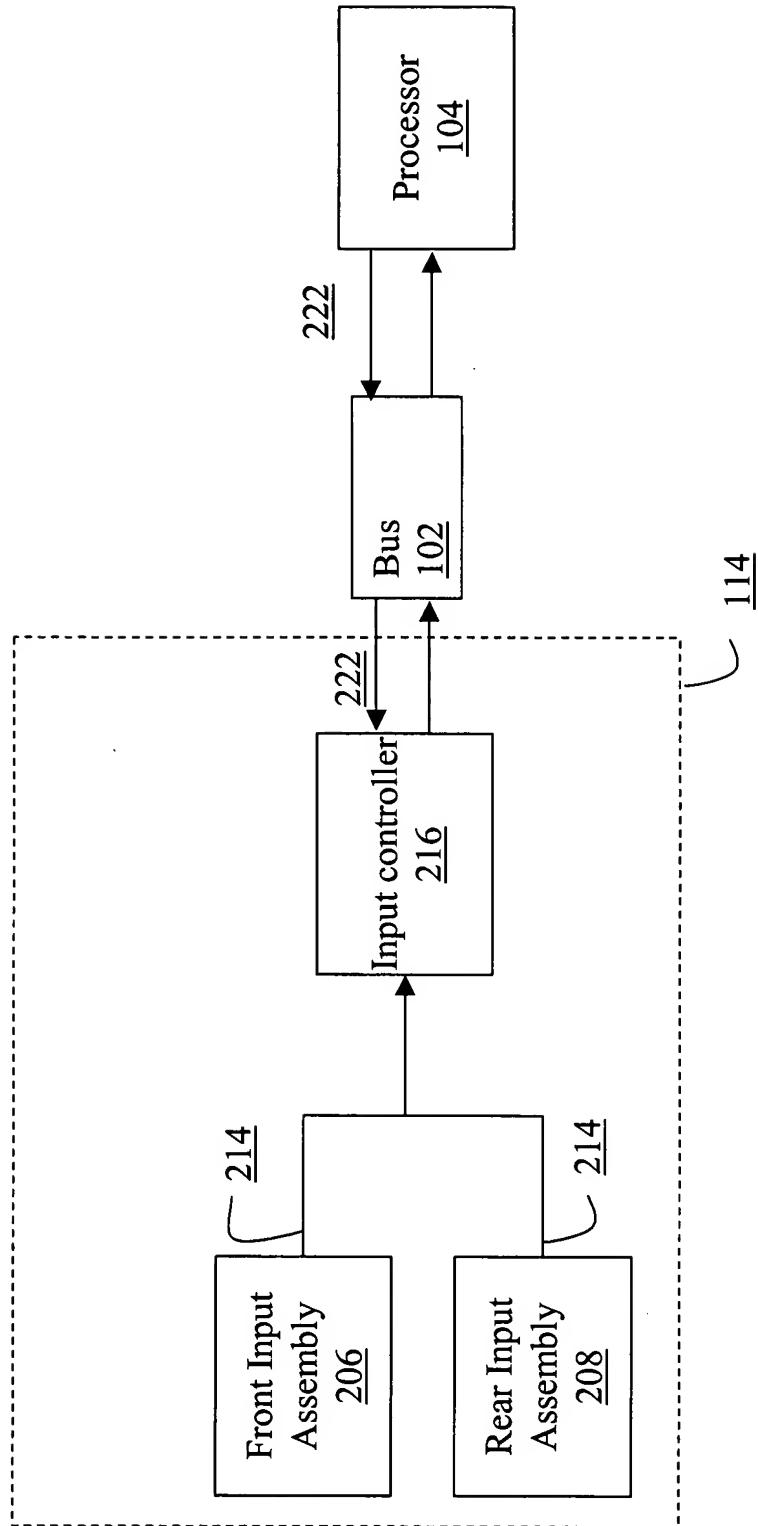 Front Input
Assembly
206
Rear Input
Assembly
208
214
214
Input controller
216
222
Bus
102
222
Processor
104
114